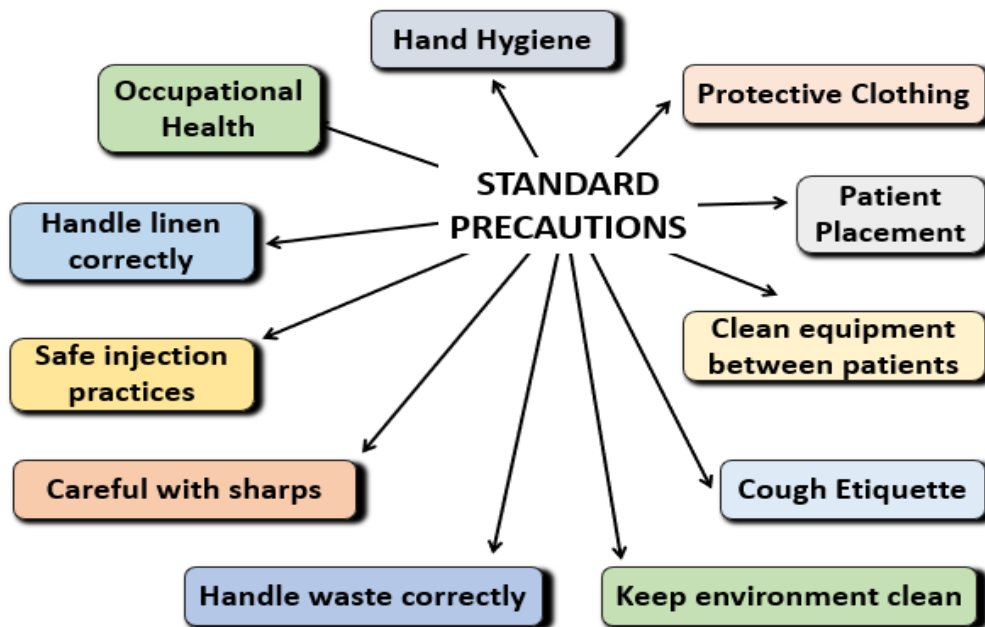 Hand Hygiene
Occupational
Health
Protective Clothing
STANDARD
PRECAUTIONS
Patient
Placement
Handle linen
correctly
Safe injection
practices
Clean equipment
between patients
Careful with sharps
Cough Etiquette
Handle waste correctly
Keep environment clean